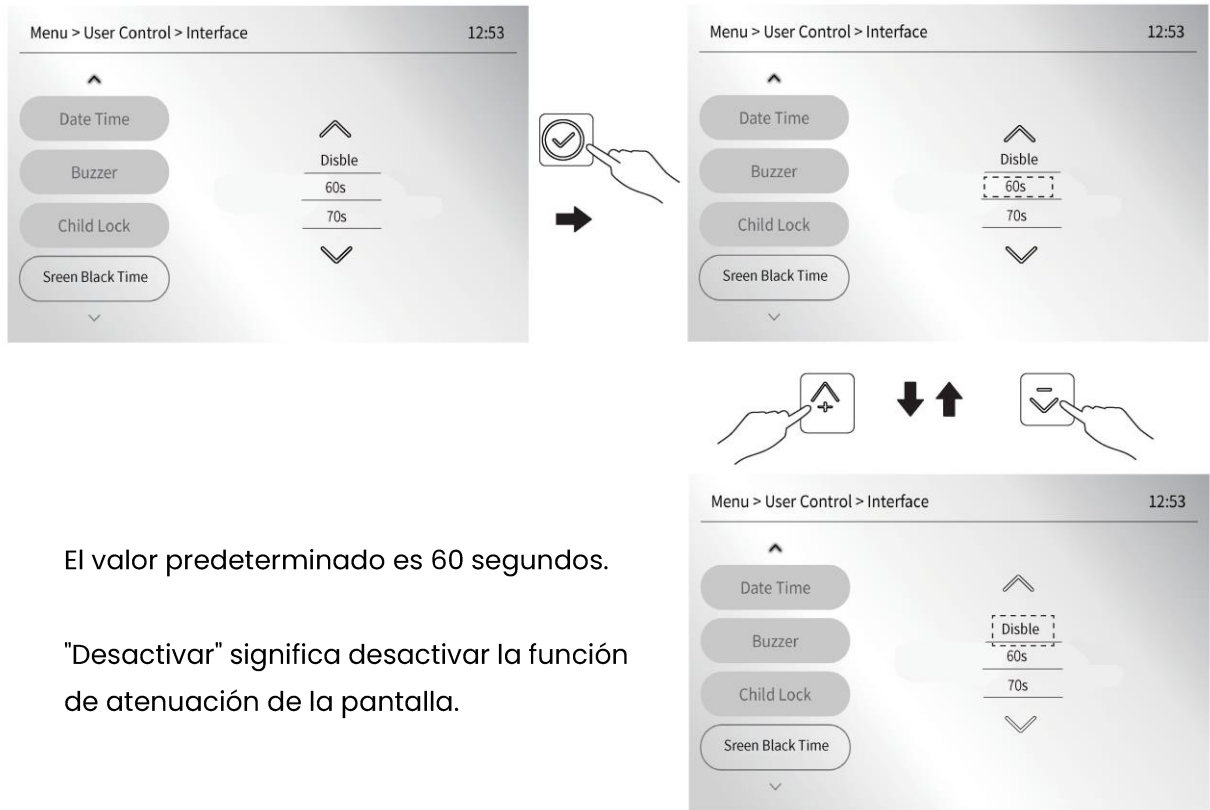 Menu > User Control > Interface 12:53
Date Time
Buzzer
Child Lock
Sreen Black Time
Disble
60s
70s
Menu > User Control > Interface 12:53
Date Time
Buzzer
Child Lock
Sreen Black Time
Disble
60s
70s
El valor predeterminado es 60 segundos.
"Desactivar" significa desactivar la función
de atenuación de la pantalla.
Menu > User Control > Interface 12:53
Date Time
Buzzer
Child Lock
Sreen Black Time
Disble
60s
70s